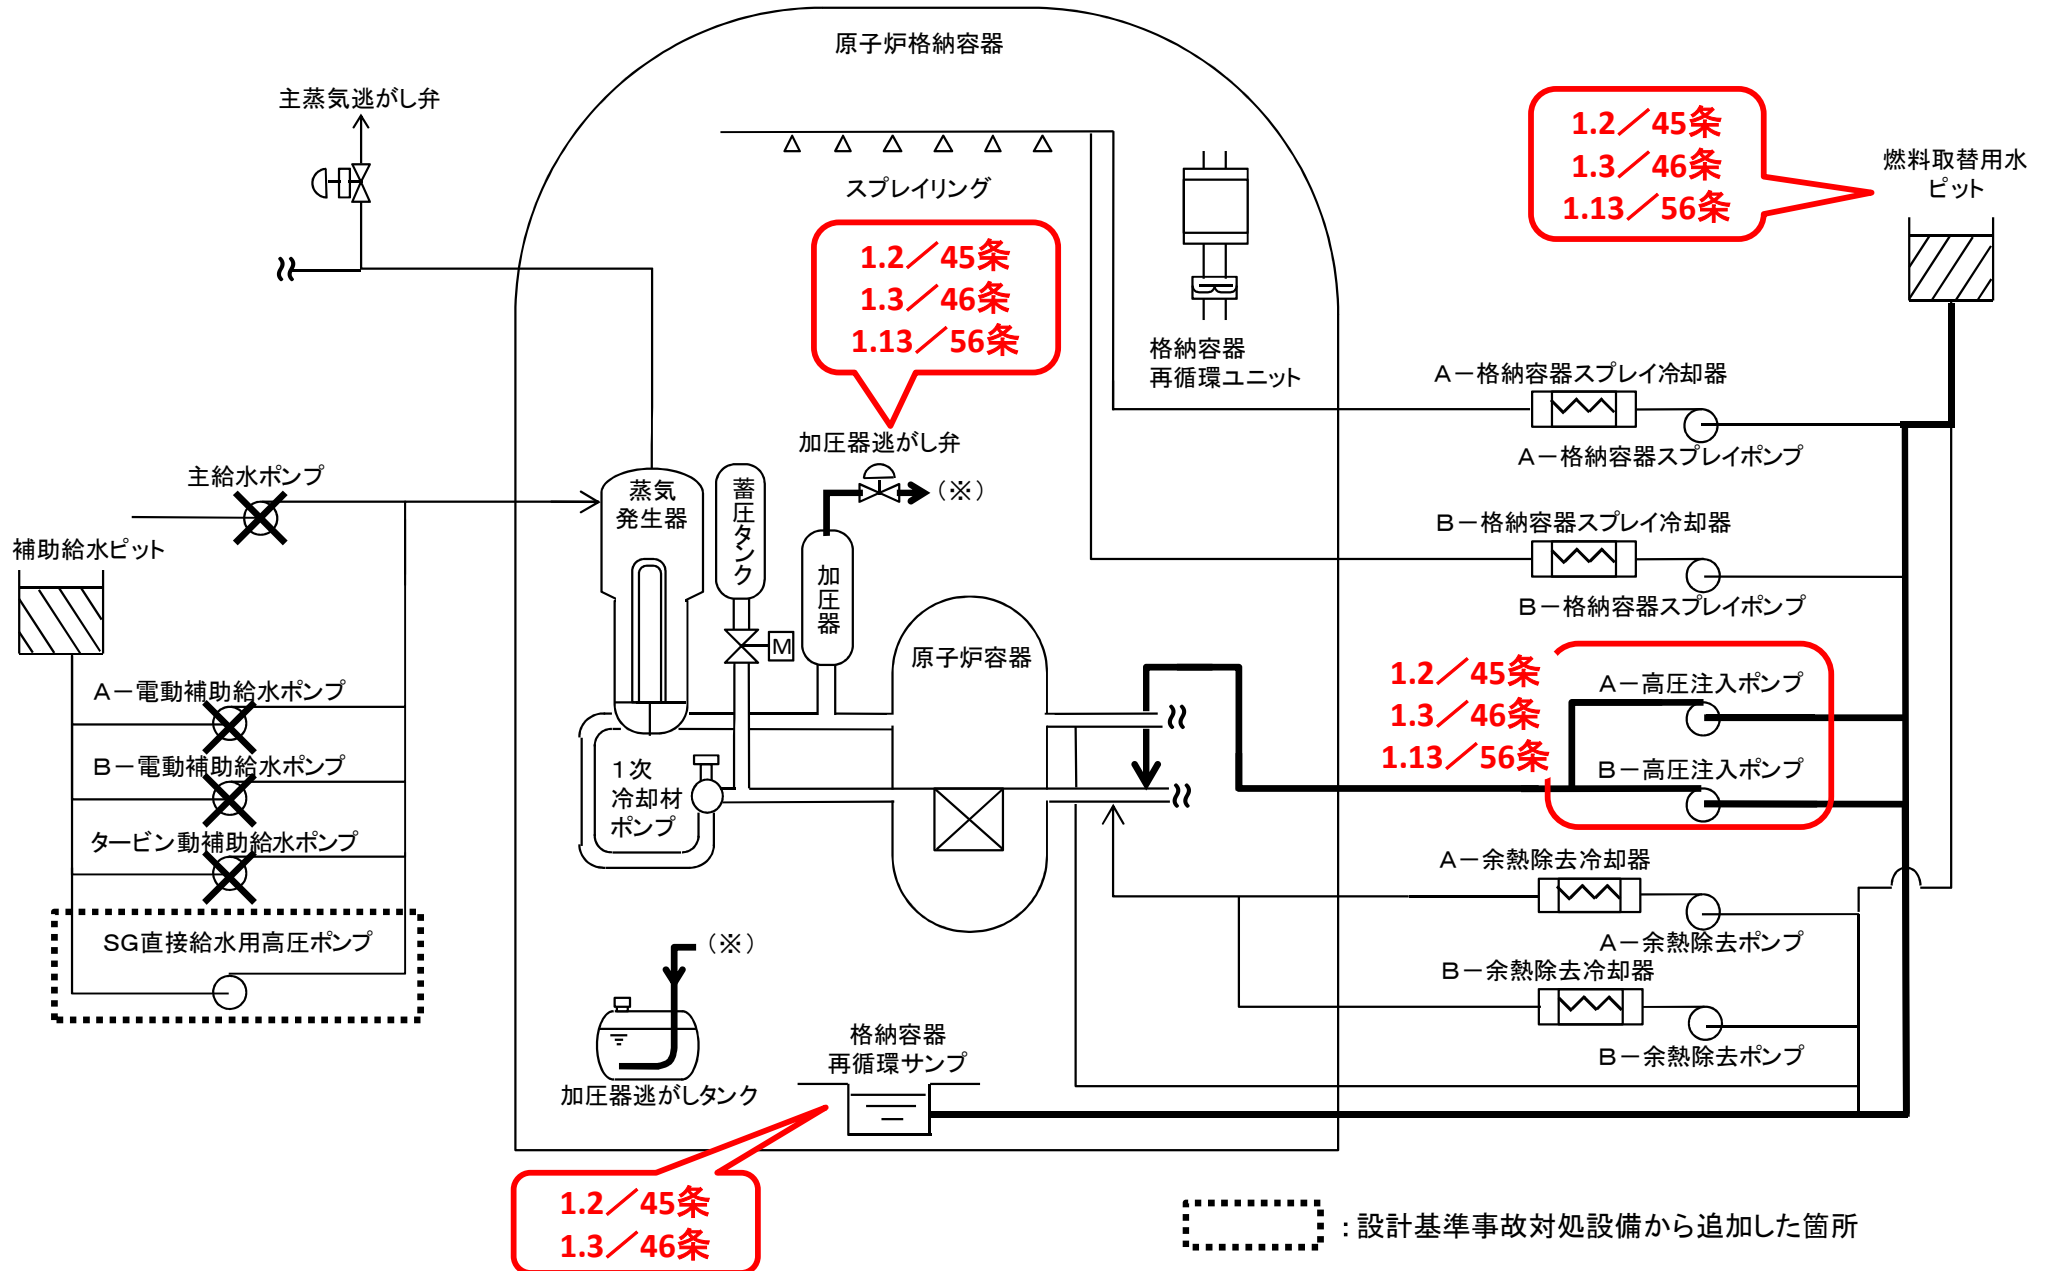 原子炉格納容器
主蒸気逃がし弁
スプレイリング
1.2／45条
1.3／46条
1.13／56条
燃料取替用水
ピット
1.2／45条
1.3／46条
1.13／56条
格納容器
再循環ユニット
A－格納容器スプレイ冷却器
A－格納容器スプレイポンプ
加圧器逃がし弁
（※）
主給水ポンプ
蒸気
発生器
蓄圧タンク
加圧器
M
B－格納容器スプレイ冷却器
B－格納容器スプレイポンプ
補助給水ピット
原子炉容器
1.2／45条
1.3／46条
1.13／56条
A－高圧注入ポンプ
B－高圧注入ポンプ
A－電動補助給水ポンプ
B－電動補助給水ポンプ
タービン動補助給水ポンプ
1次
冷却材
ポンプ
A－余熱除去冷却器
A－余熱除去ポンプ
B－余熱除去冷却器
B－余熱除去ポンプ
SG直接給水用高圧ポンプ
（※）
加圧器逃がしタンク
格納容器
再循環サンプ
1.2／45条
1.3／46条
：設計基準事故対処設備から追加した箇所